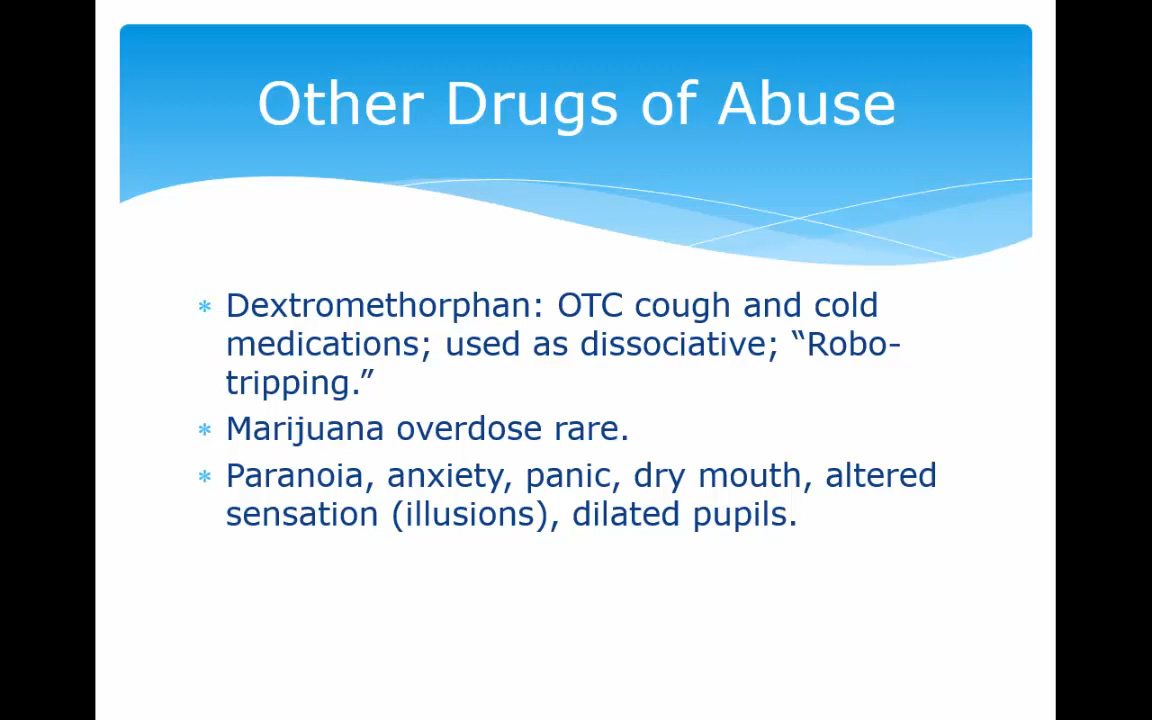 Other Drugs of Abuse
* Dextromethorphan: OTC cough and cold
medications; used as dissociative; “Robo-
tripping.”
* Marijuana overdose rare.
* Paranoia, anxiety, panic, dry mouth, altered
sensation (illusions), dilated pupils.